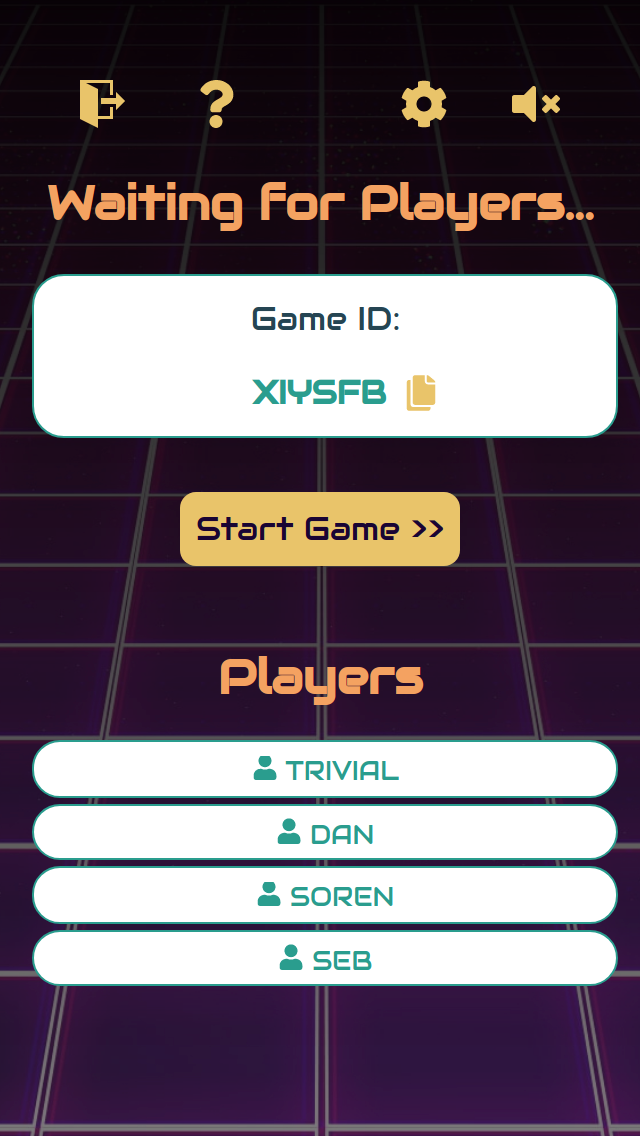 Waiting for Players...
Game ID:
XIYSFB
Start Game >>
Players
TRIVIAL
DAN
SOREN
SEB